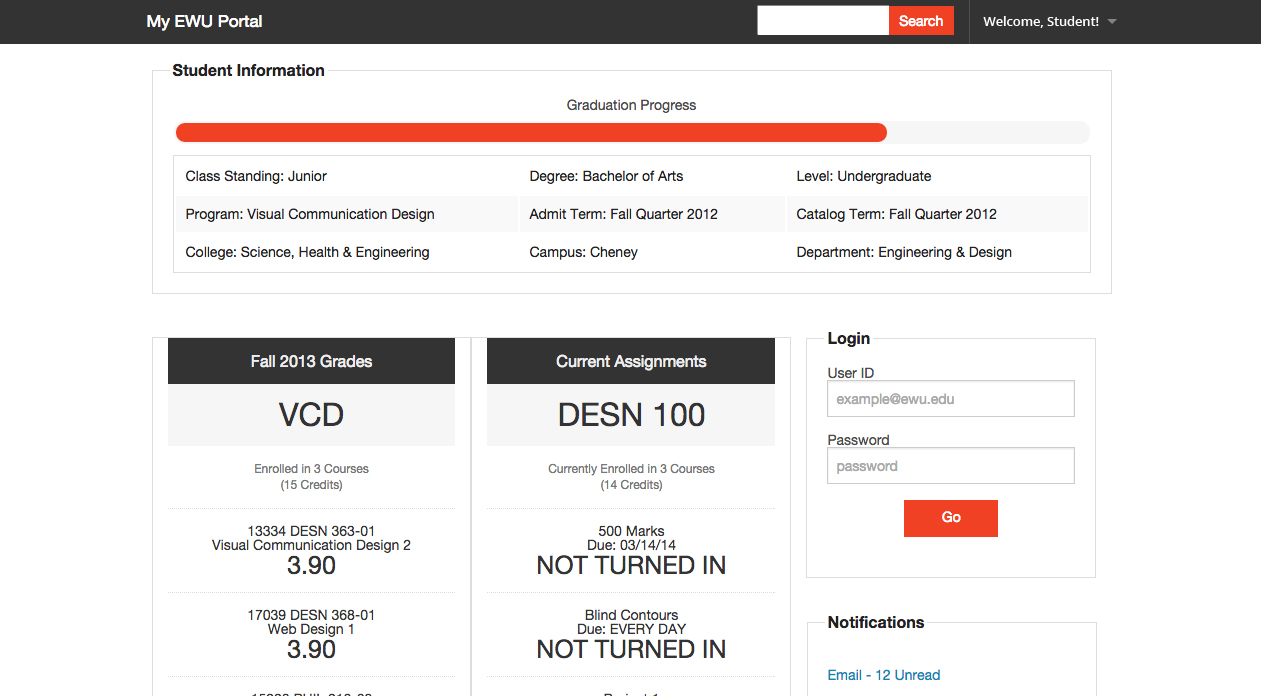 My EWU Portal
Search
Welcome, Student!
Student Information
Graduation Progress
Class Standing: Junior
Degree: Bachelor of Arts
Level: Undergraduate
Program: Visual Communication Design
Admit Term: Fall Quarter 2012
Catalog Term: Fall Quarter 2012
College: Science, Health & Engineering
Campus: Cheney
Department: Engineering & Design
Fall 2013 Grades
VCD
Enrolled in 3 Courses
(15 Credits)
13334 DESN 363-01
Visual Communication Design 2
3.90
17039 DESN 368-01
Web Design 1
3.90
Current Assignments
DESN 100
Currently Enrolled in 3 Courses
(14 Credits)
500 Marks
Due: 03/14/14
NOT TURNED IN
Blind Contours
Due: EVERY DAY
NOT TURNED IN
Project 1
Login
User ID
example@ewu.edu
Password
password
Go
Notifications
Email - 12 Unread